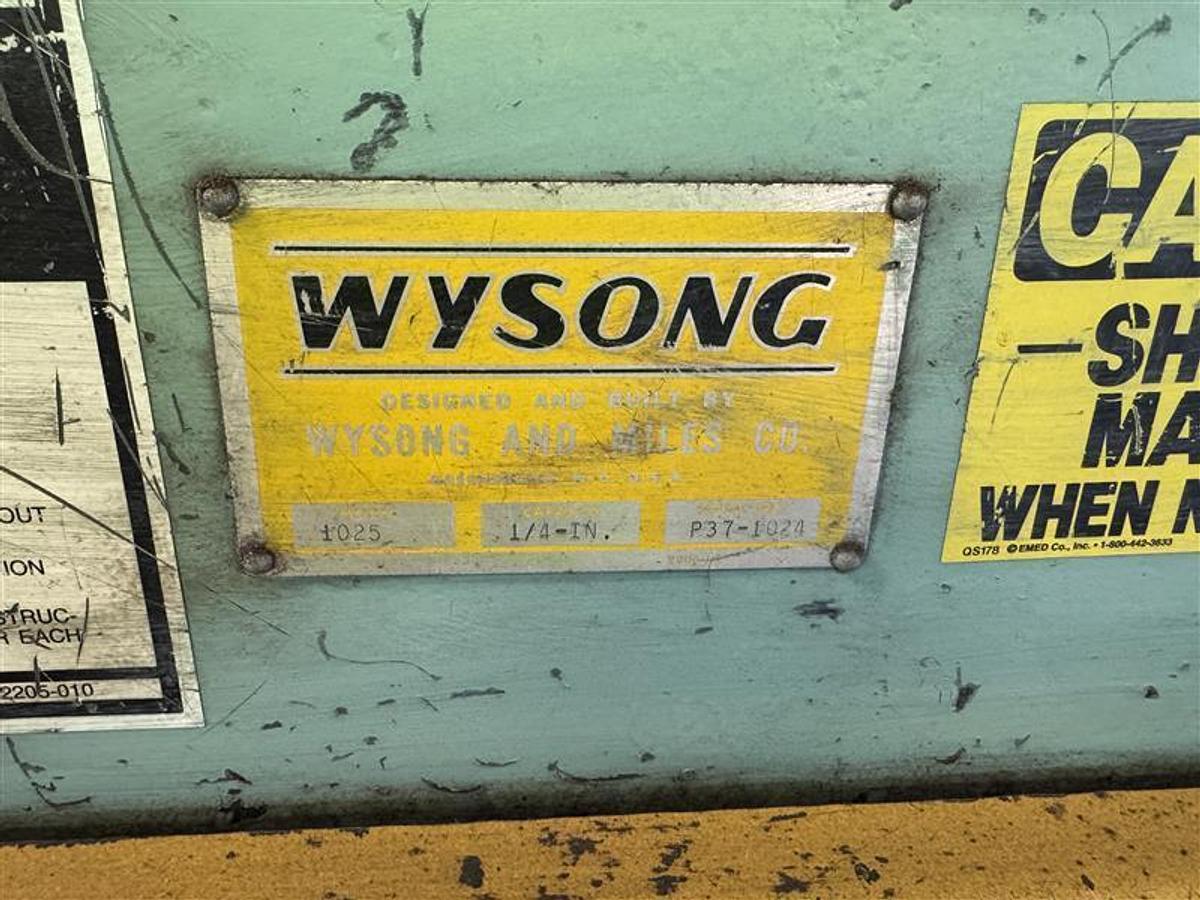 OUT
ION
STRUC-
R EACH
2205-010
WYSONG
DESIGNED AND BUILT BY
WYSONG AND MILES CO.
1025
1/4-IN.
P37-1024
CA
SH
MA
WHEN
QS178 © EMED Co., Inc. • 1-800-442-3633